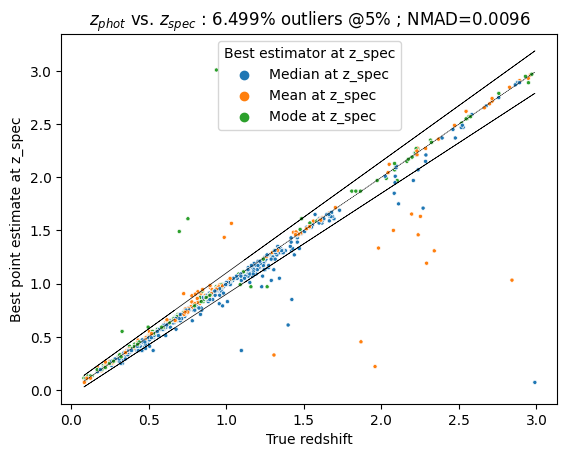 z_phot vs. z_spec : 6.499% outliers @5% ; NMAD=0.0096
Best estimator at z_spec
Median at z_spec
Mean at z_spec
Mode at z_spec
Best point estimate at z_spec
3.0
2.5
2.0
1.5
1.0
0.5
0.0
0.0 0.5 1.0 1.5 2.0 2.5 3.0
True redshift